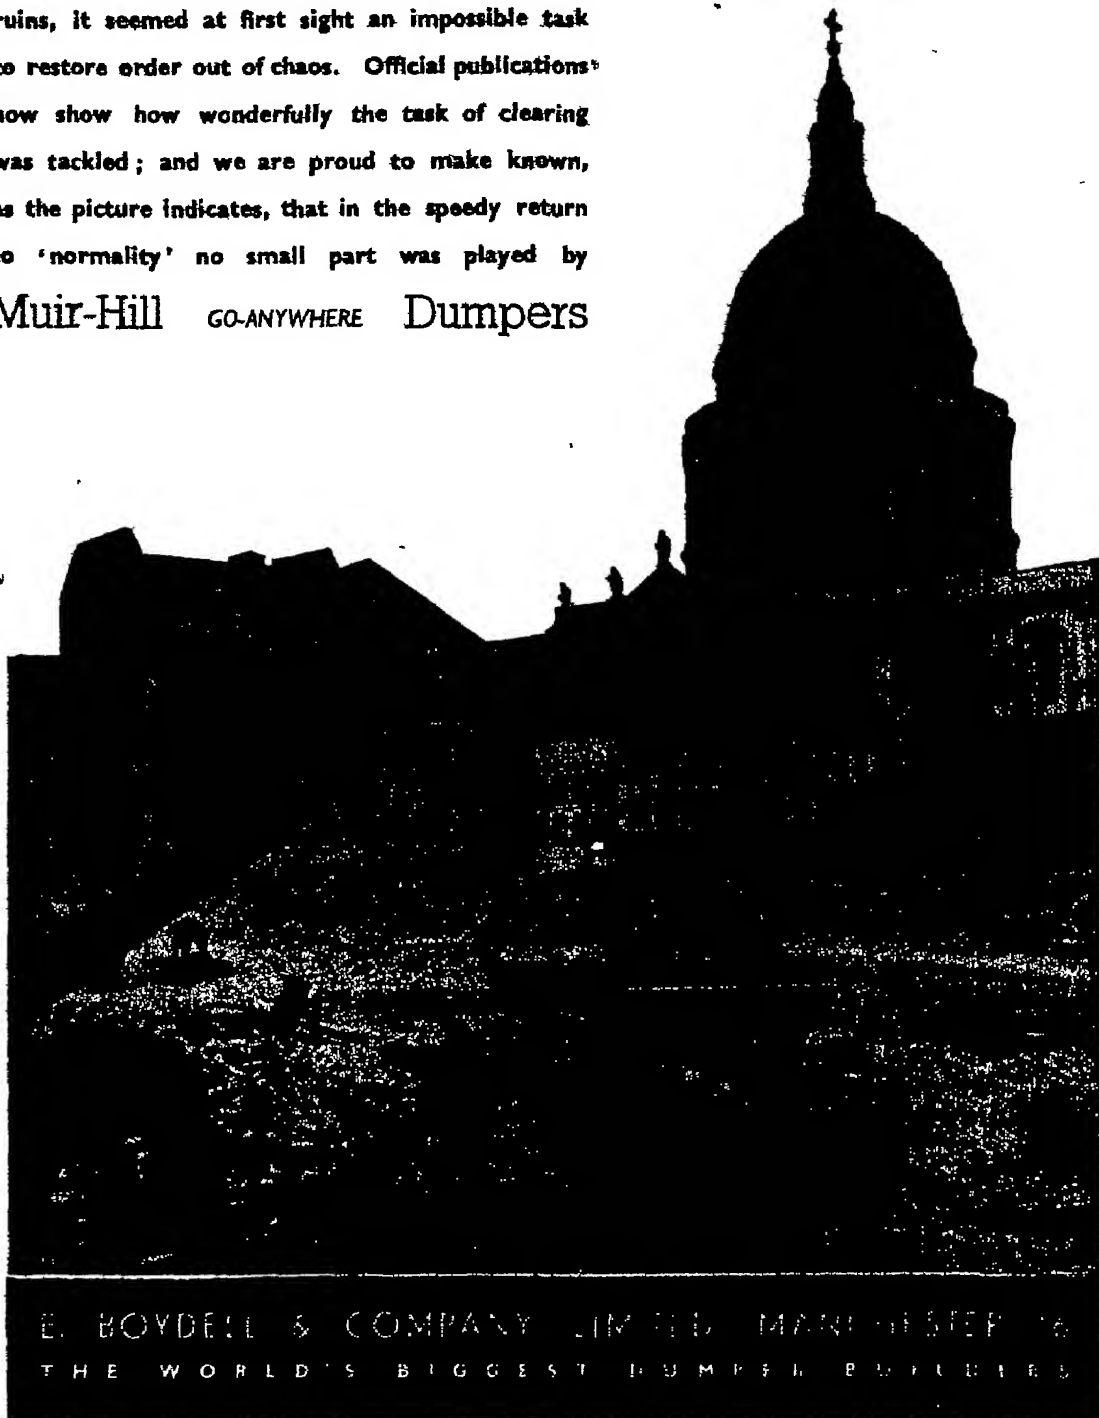 ruins, it seemed at first sight an impossible task
to restore order out of chaos. Official publications
now show how wonderfully the task of clearing
was tackled; and we are proud to make known,
as the picture indicates, that in the speedy return
to 'normality' no small part was played by
Muir-Hill GO-ANYWHERE Dumpers
E. BOYDELL & COMPANY LIMITED MANCHESTER 16
THE WORLD'S BIGGEST DUMPER BUILDERS